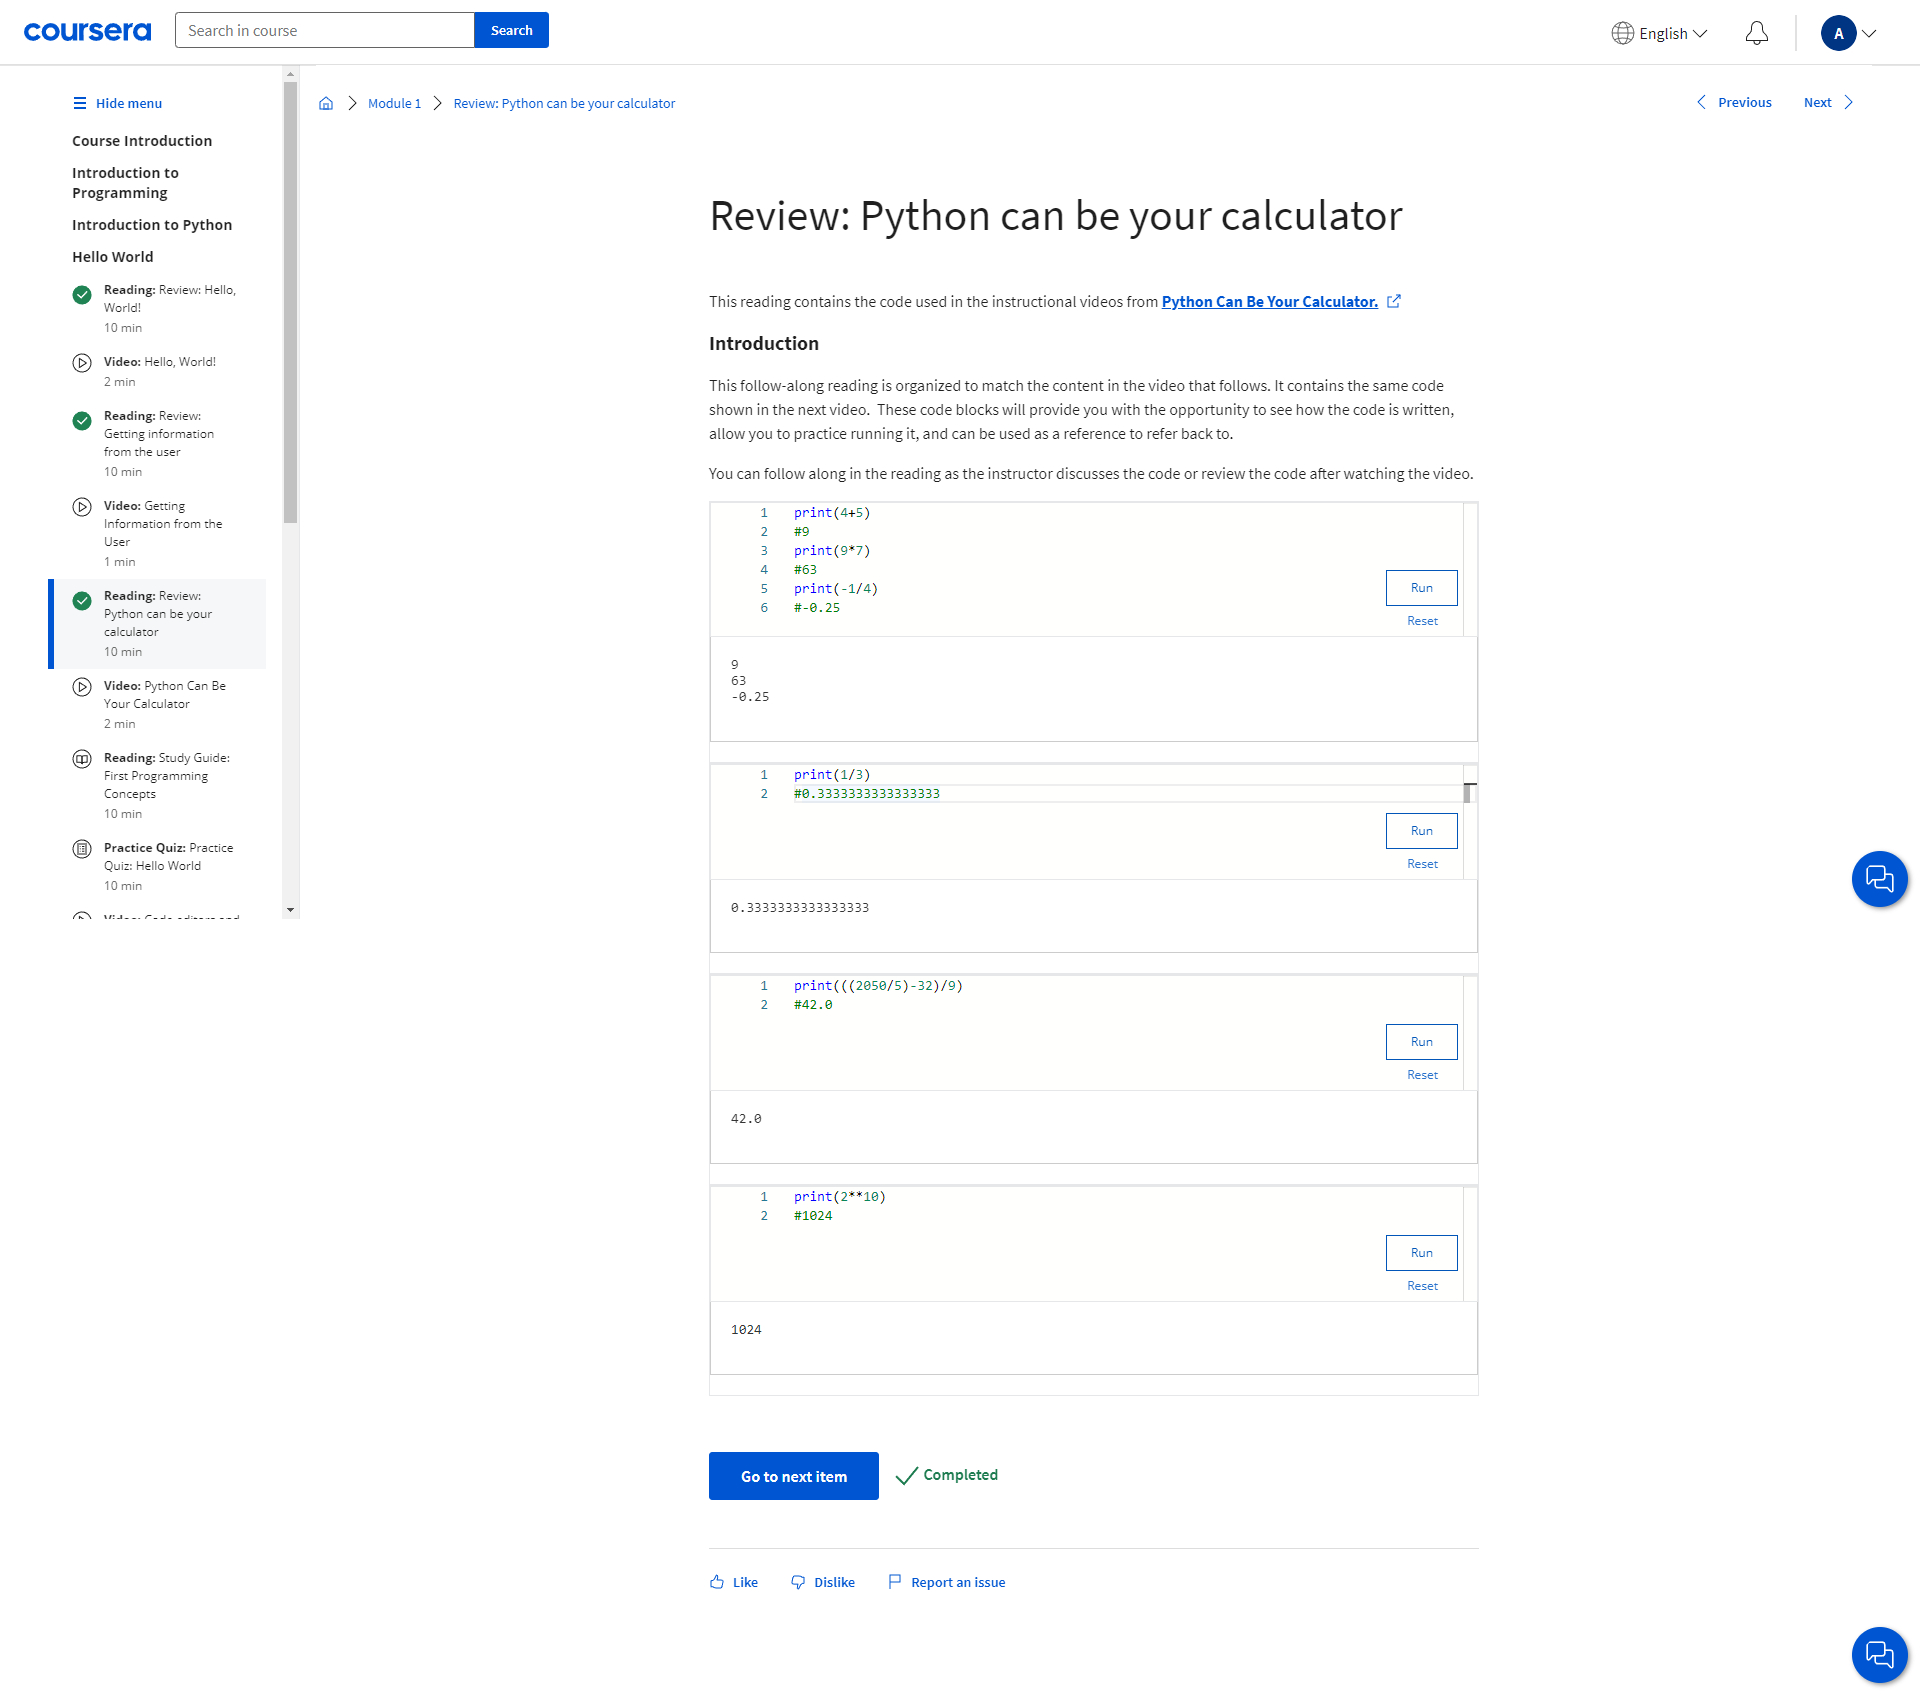 coursera
Search in course
Search
English
A
Hide menu
Course Introduction
Introduction to
Programming
Introduction to Python
Hello World
Reading: Review: Hello,
World!
10 min
Video: Hello, World!
2 min
Reading: Review:
Getting information
from the user
10 min
Video: Getting
Information from the
User
1 min
Reading: Review:
Python can be your
calculator
10 min
Video: Python Can Be
Your Calculator
2 min
Reading: Study Guide:
First Programming
Concepts
10 min
Practice Quiz: Practice
Quiz: Hello World
10 min
Video: Code editors and
Module 1
Review: Python can be your calculator
Previous
Next
Review: Python can be your calculator
This reading contains the code used in the instructional videos from Python Can Be Your Calculator.
Introduction
This follow-along reading is organized to match the content in the video that follows. It contains the same code
shown in the next video.  These code blocks will provide you with the opportunity to see how the code is written,
allow you to practice running it, and can be used as a reference to refer back to.
You can follow along in the reading as the instructor discusses the code or review the code after watching the video.
1 print(4+5)
2 #9
3 print(9*7)
4 #63
5 print(-1/4)
6 #-0.25
Run
Reset
9
63
-0.25
1 print(1/3)
2 #0.3333333333333333
Run
Reset
0.3333333333333333
1 print(((2050/5)-32)/9)
2 #42.0
Run
Reset
42.0
1 print(2**10)
2 #1024
Run
Reset
1024
Go to next item
Completed
Like
Dislike
Report an issue